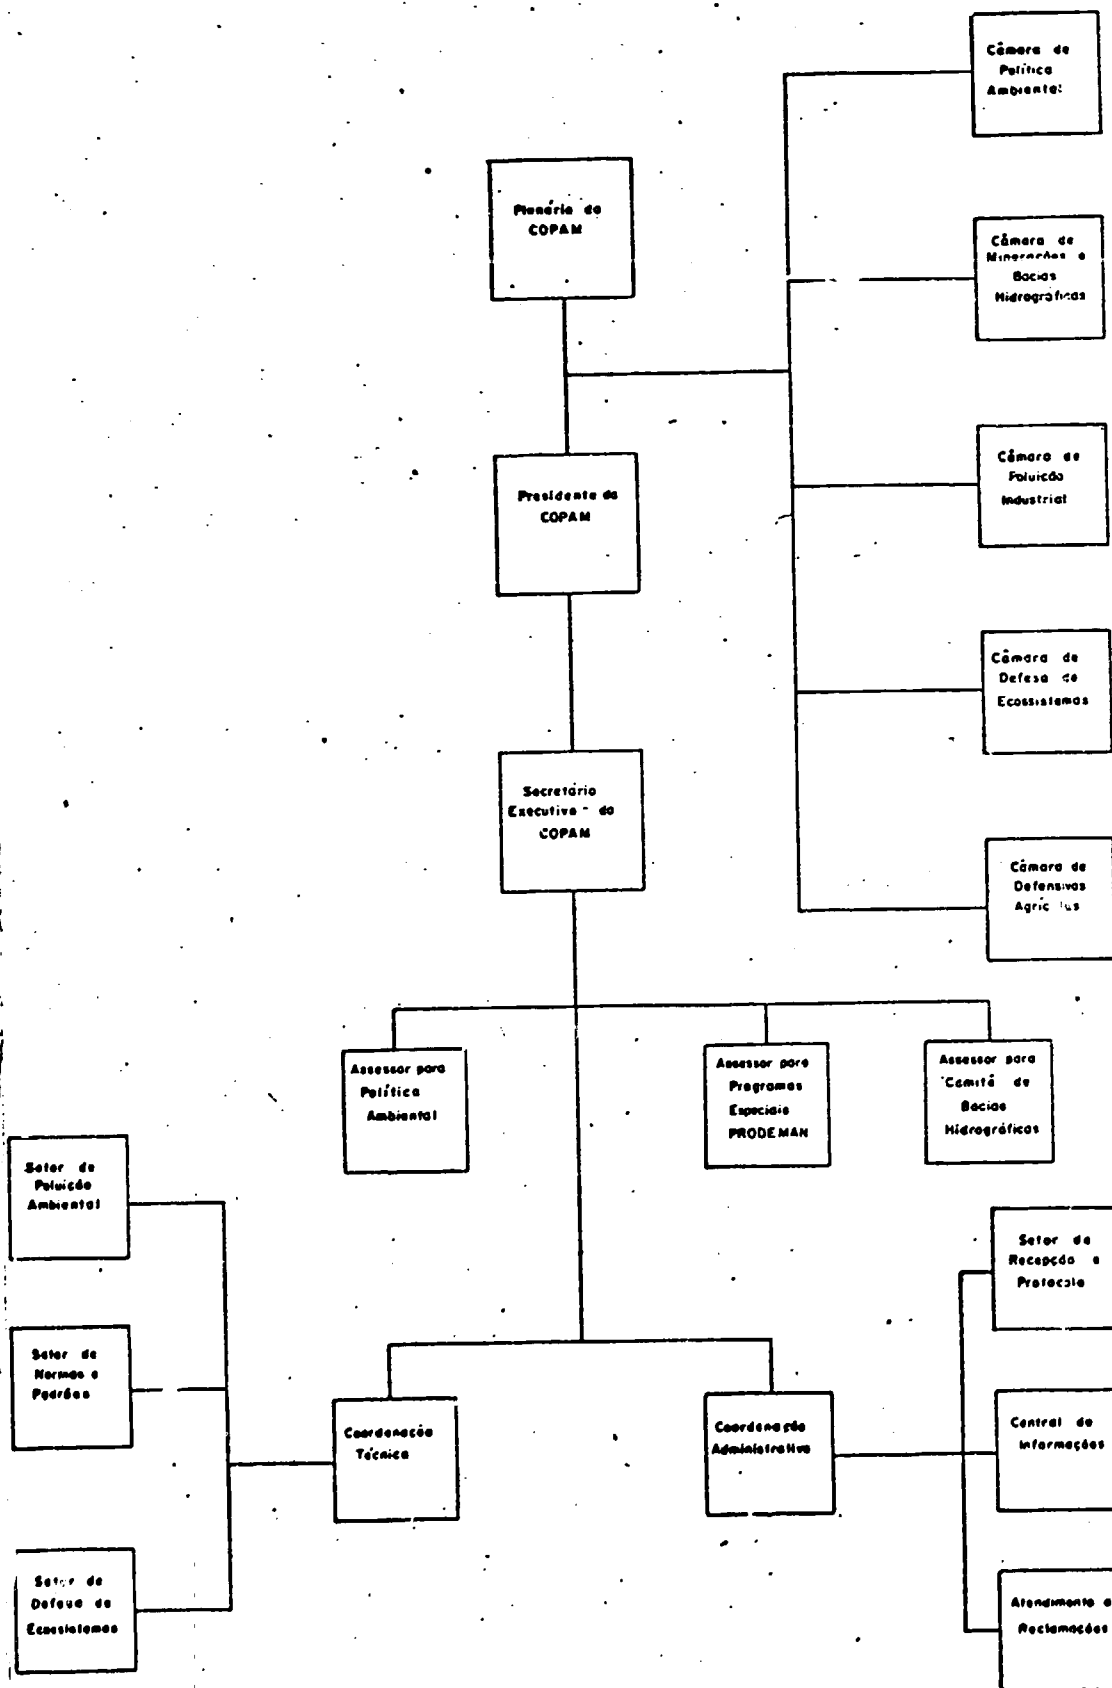 Câmara de
Política
Ambiental
Plenário do
COPAM
Câmara de
Minerações e
Bacias
Hidrográficas
Presidente do
COPAM
Câmara de
Poluição
Industrial
Câmara de
Defesa de
Ecossistemas
Secretário
Executivo do
COPAM
Câmara de
Defensivos
Assessor para
Política
Ambiental
Assessor para
Programas
Especiais
PRODEMAN
Assessor para
Comitê de
Bacias
Hidrográficas
Setor de
Poluição
Ambiental
Setor de
Normas e
Padrões
Setor de
Defesa de
Ecossistemas
Coordenação
Técnica
Coordenação
Administrativa
Setor de
Recepção e
Protocolo
Central de
Informações
Atendimento a
Reclamações